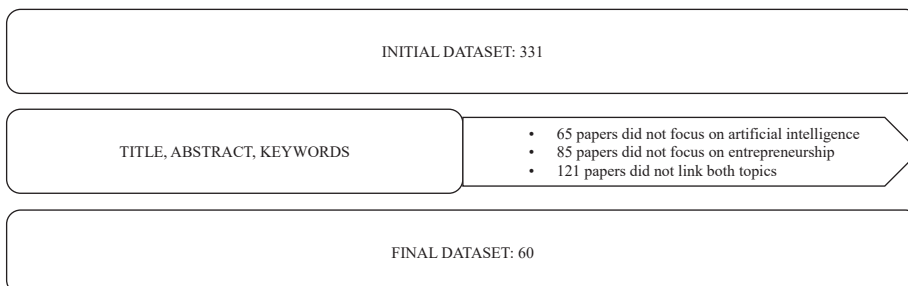 INITIAL DATASET: 331
TITLE, ABSTRACT, KEYWORDS
• 65 papers did not focus on artificial intelligence
• 85 papers did not focus on entrepreneurship
• 121 papers did not link both topics
FINAL DATASET: 60